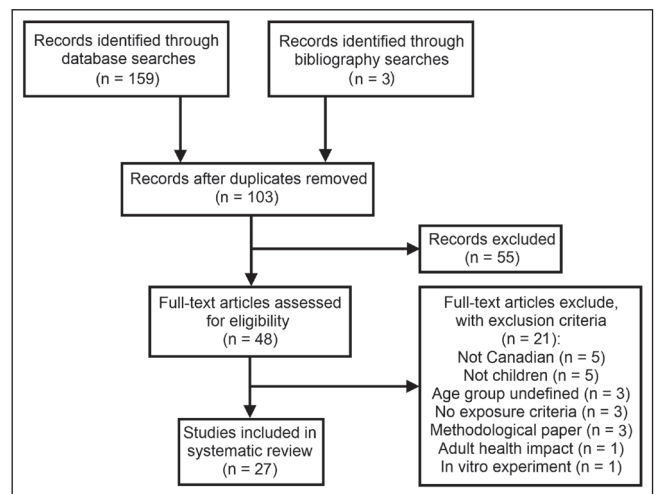 Records identified through
database searches
(n = 159)
Records identified through
bibliography searches
(n = 3)
Records after duplicates removed
(n = 103)
Records excluded
(n = 55)
Full-text articles assessed
for eligibility
(n = 48)
Full-text articles exclude,
with exclusion criteria
(n = 21):
Not Canadian (n = 5)
Not children (n = 5)
Age group undefined (n = 3)
No exposure criteria (n = 3)
Methodological paper (n = 3)
Adult health impact (n = 1)
In vitro experiment (n = 1)
Studies included in
systematic review
(n = 27)